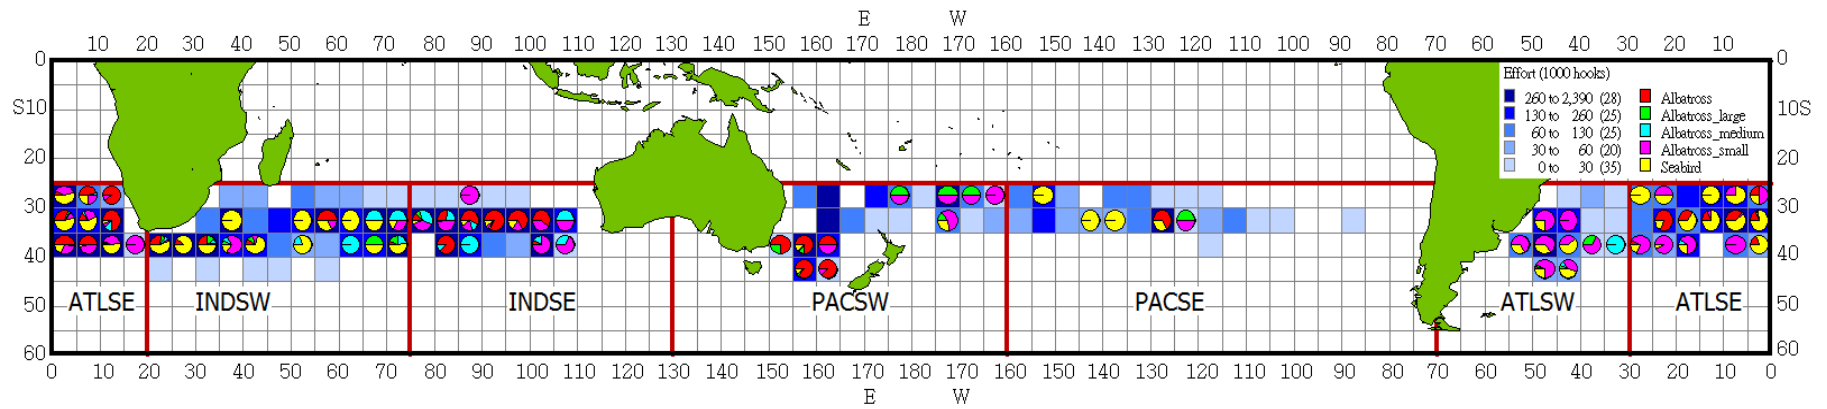 E W
10 20 30 40 50 60 70 80 90 100 110 120 130 140 150 160 170 180 170 160 150 140 130 120 110 100 90 80 70 60 50 40 30 20 10
0 0
Effort (1000 hooks)
260 to 2,390 (28) Albatross
S10 130 to 260 (25) Albatross_large 10S
60 to 130 (25) Albatross_medium
30 to 60 (20) Albatross_small
20 20
0 to 30 (35) Seabird
30 30
40 40
ATLSE INDSW INDSE PACSW PACSE ATLSW ATLSE
50 50
60 60
0 10 20 30 40 50 60 70 80 90 100 110 120 130 140 150 160 170 180 170 160 150 140 130 120 110 100 90 80 70 60 50 40 30 20 10 0
E W